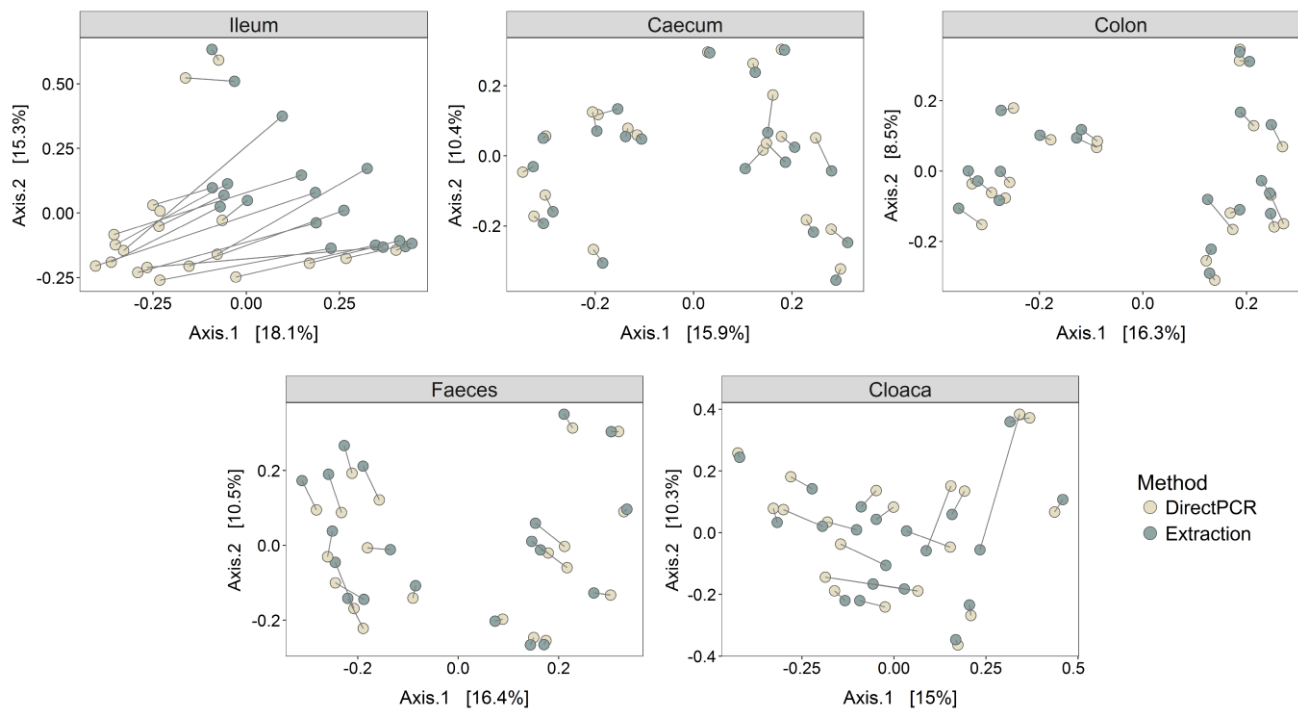 Ileum
Caecum
Colon
Axis.2 [15.3%]
0.50
0.25
0.00
-0.25
-0.25 0.00 0.25
Axis.1 [18.1%]
Axis.2 [10.4%]
0.2
0.0
-0.2
-0.2 0.0 0.2
Axis.1 [15.9%]
Axis.2 [8.5%]
0.2
0.0
-0.2
-0.2 0.0 0.2
Axis.1 [16.3%]
Faeces
Cloaca
Axis.2 [10.5%]
0.2
0.0
-0.2
-0.2 0.0 0.2
Axis.1 [16.4%]
Axis.2 [10.3%]
0.4
0.2
0.0
-0.2
-0.4
-0.25 0.00 0.25 0.5
Axis.1 [15%]
Method
DirectPCR
Extraction